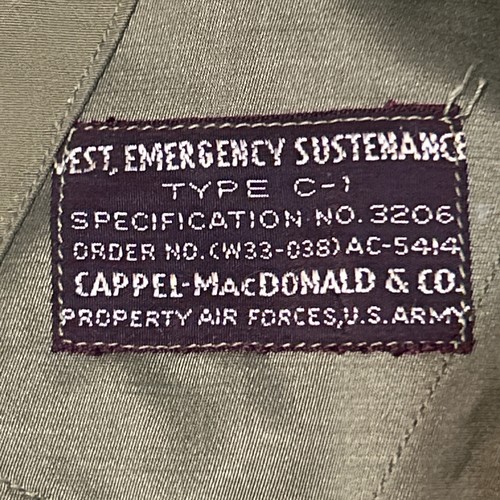 VEST, EMERGENCY SUSTENANCE
TYPE C-1
SPECIFICATION NO. 3206
ORDER NO. (W33-038) AC-5414
CAPPEL-MACDONALD & CO.
PROPERTY AIR FORCES, U.S. ARMY